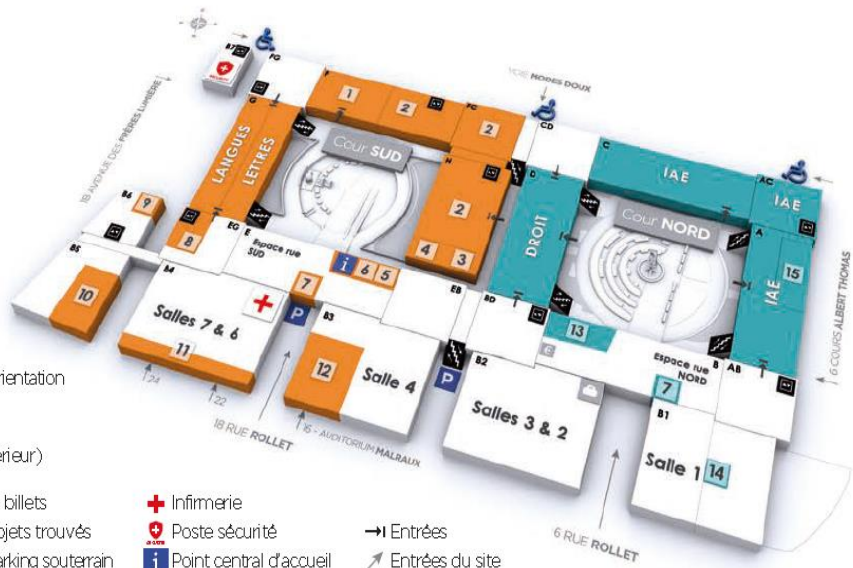 B7
FG
F
1
2
FC
2
VOIE MODES DOUX
CD
C
IAE
AC
IAE
18 AVENUE DES FRÈRES LUMIÈRE
G
LANGUES
LETTRES
Cour SUD
H
2
4
3
D
DROIT
Cour NORD
A
15
IAE
6 COURS ALBERT THOMAS
B6
9
8
EG
E
Espace rue
SUD
i
6
5
7
P
B5
10
B4
Salles 7 & 6
11
24
22
18 RUE ROLLET
B3
12
Salle 4
16 - AUDITORIUM MALRAUX
EB
P
BD
13
B2
Salles 3 & 2
Espace rue
NORD
B
AB
7
B1
Salle 1
14
6 RUE ROLLET
rientation
érieur)
billets
Infirmerie
bjets trouvés
Poste sécurité
Entrées
arking souterrain
i
Point central d'accueil
Entrées du site